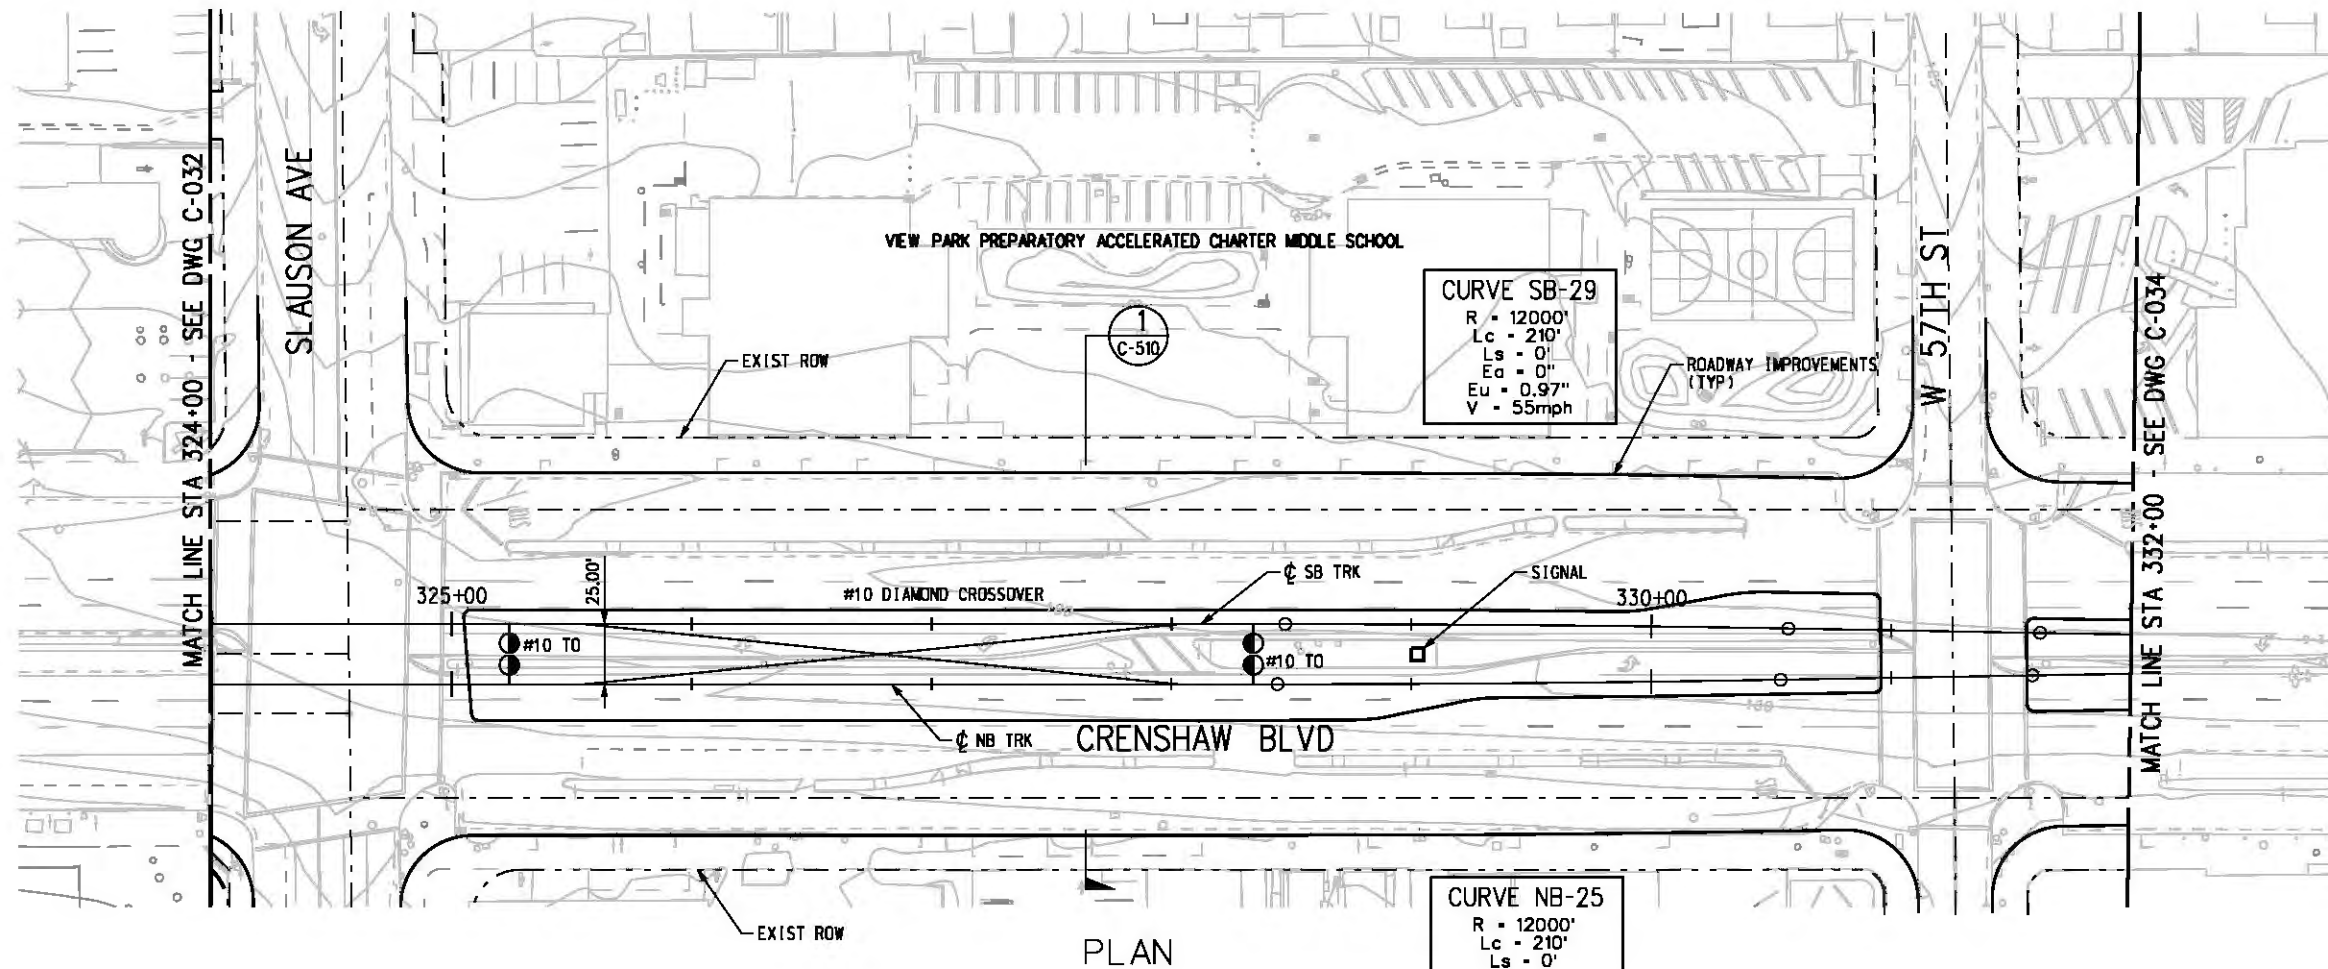 MATCH LINE STA 324+00 - SEE DWG C-032
SLAUSON AVE
VIEW PARK PREPARATORY ACCELERATED CHARTER MIDDLE SCHOOL
1
C-510
EXIST ROW
CURVE SB-29
R = 12000'
Lc = 210'
Ls = 0'
Ea = 0"
Eu = 0.97"
V = 55mph
ROADWAY IMPROVEMENTS
(TYP)
W 57TH ST
MATCH LINE STA 332+00 - SEE DWG C-034
325+00
25.00'
#10 DIAMOND CROSSOVER
℄ SB TRK
SIGNAL
330+00
#10 TO
#10 TO
℄ NB TRK
CRENSHAW BLVD
EXIST ROW
PLAN
CURVE NB-25
R = 12000'
Lc = 210'
Ls = 0'